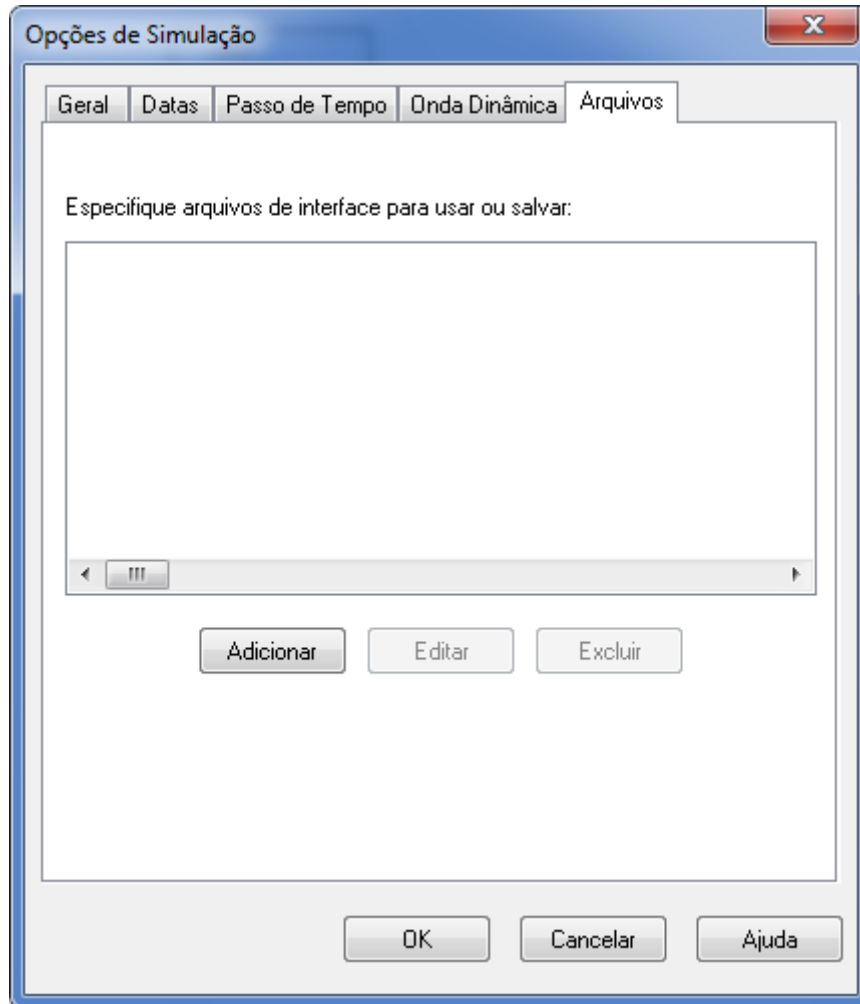 Opções de Simulação
Geral Datas Passo de Tempo Onda Dinâmica Arquivos
Especifique arquivos de interface para usar ou salvar:
Adicionar Editar Excluir
OK Cancelar Ajuda